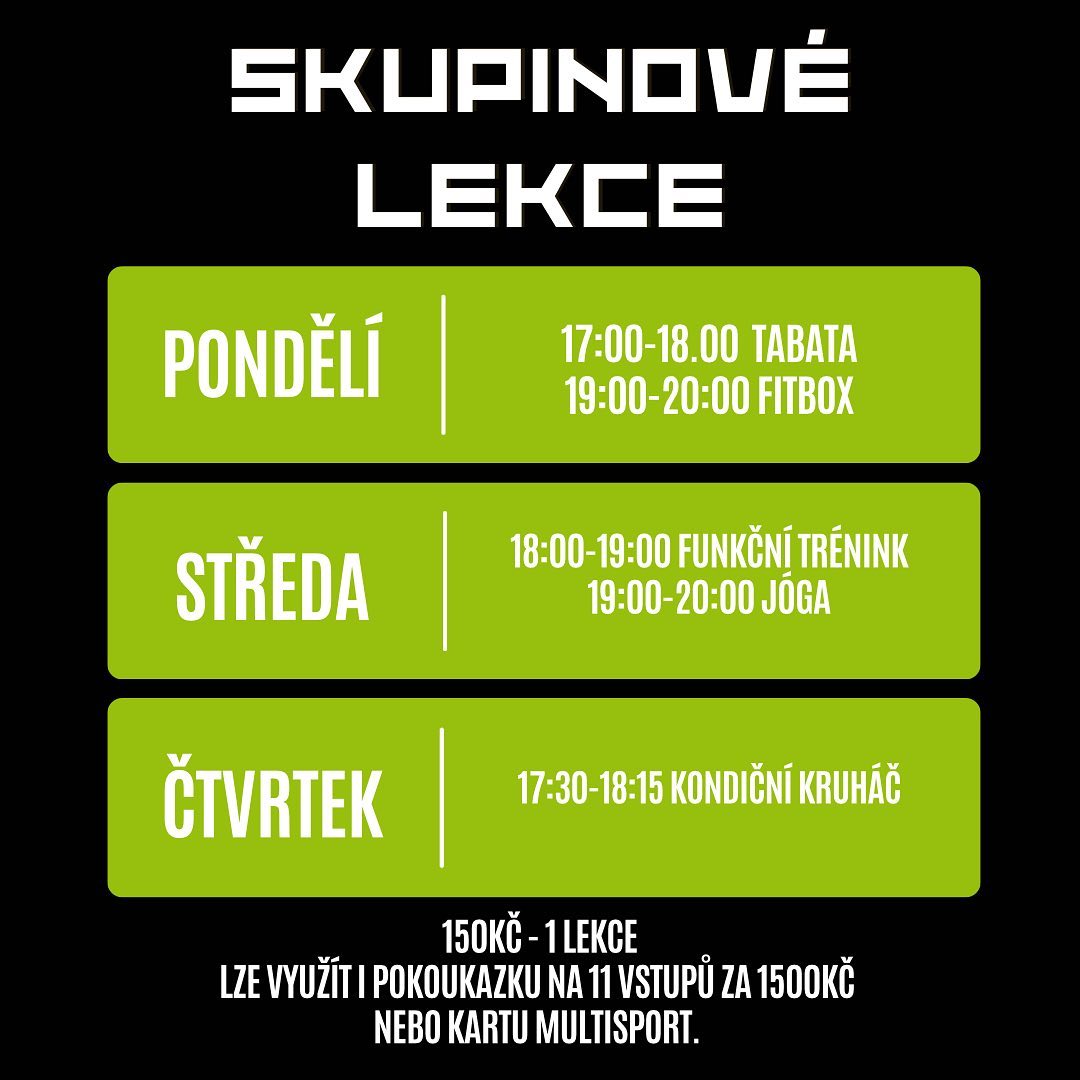 SKUPINOVÉ
LEKCE
PONDĚLÍ
17:00-18.00 TABATA
19:00-20:00 FITBOX
STŘEDA
18:00-19:00 FUNKČNÍ TRÉNINK
19:00-20:00 JÓGA
ČTVRTEK
17:30-18:15 KONDIČNÍ KRUHÁČ
150KČ - 1 LEKCE
LZE VYUŽÍT I POKOUKAZKU NA 11 VSTUPŮ ZA 1500KČ
NEBO KARTU MULTISPORT.